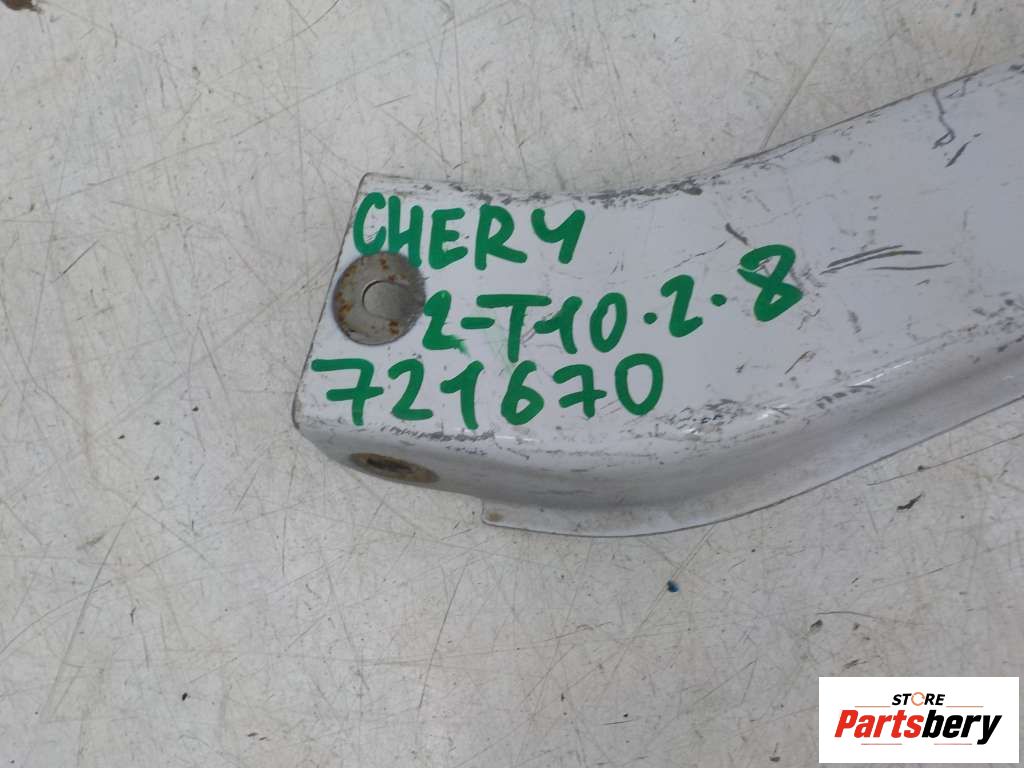 CHERY
2-T10.2.8
721670
STORE
Partsbery